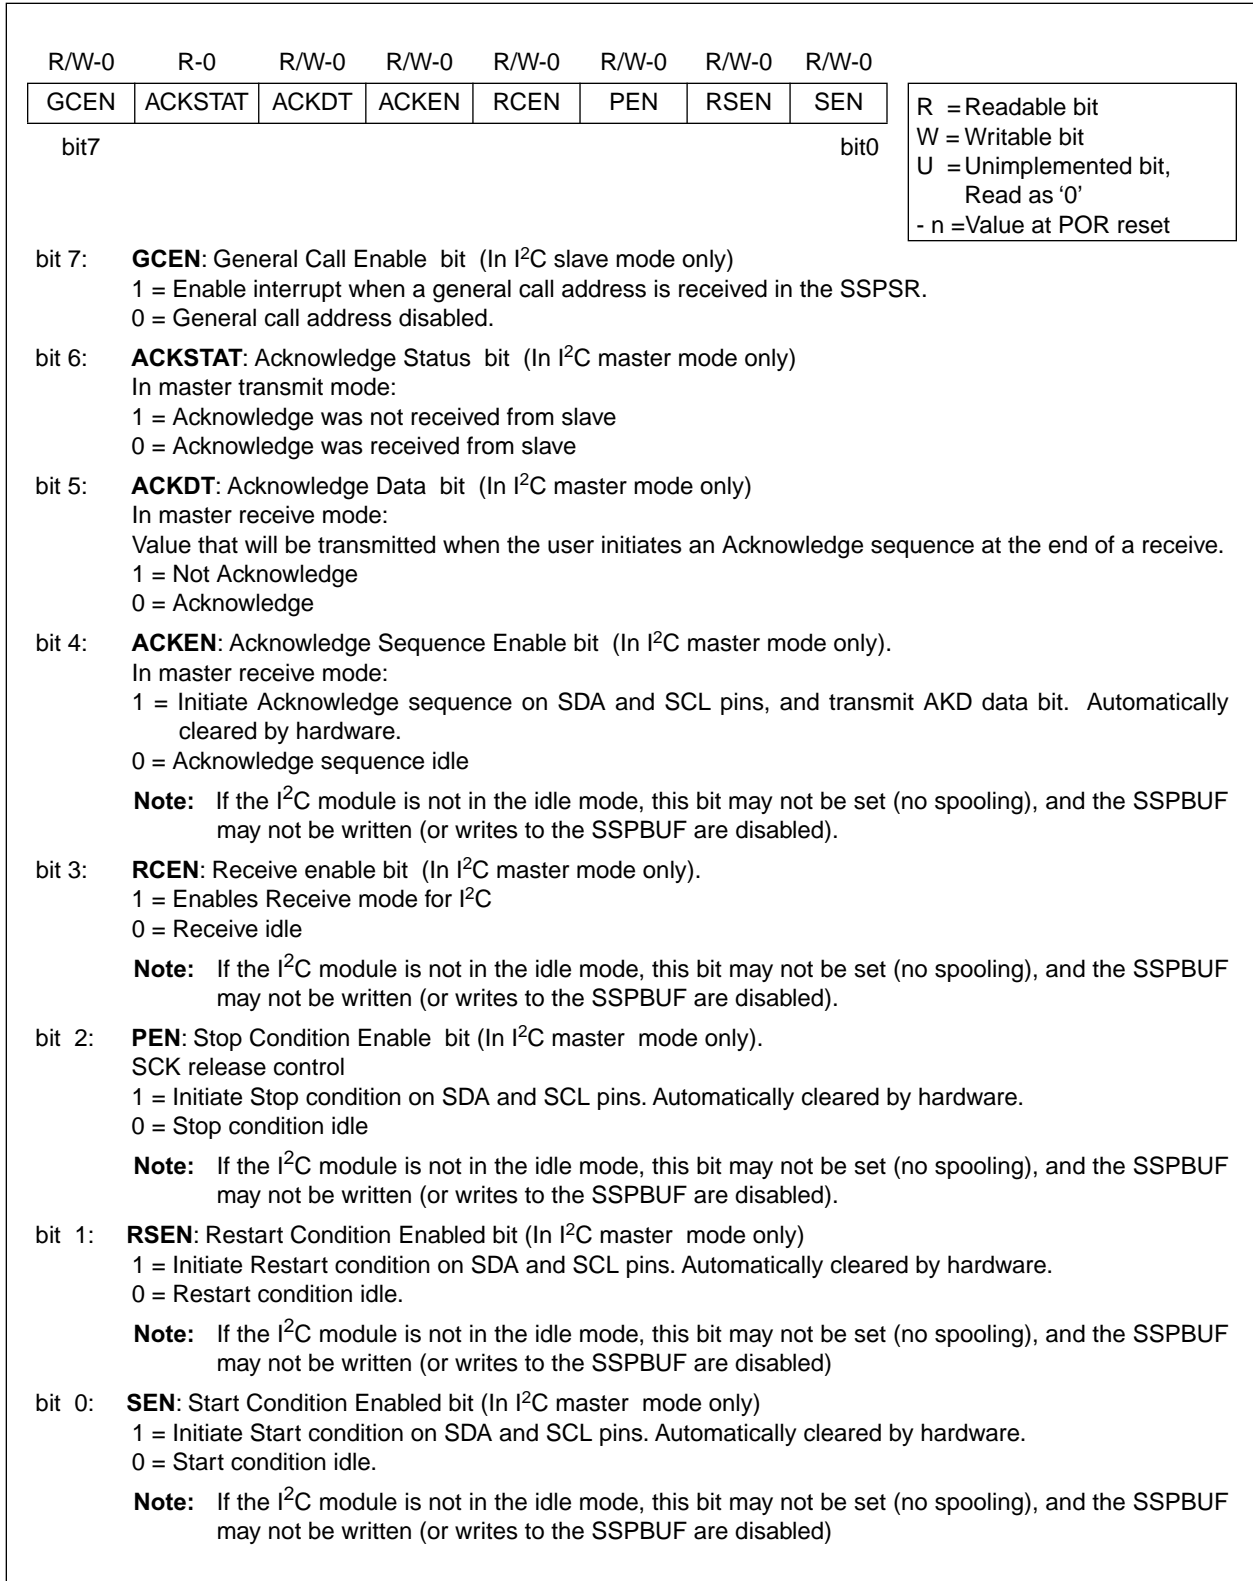 R/W-0 R-0 R/W-0 R/W-0 R/W-0 R/W-0 R/W-0 R/W-0
GCEN ACKSTAT ACKDT ACKEN RCEN PEN RSEN SEN
bit7 bit0
R = Readable bit
W = Writable bit
U = Unimplemented bit,
Read as ‘0’
- n =Value at POR reset
bit 7: GCEN: General Call Enable bit (In I²C slave mode only)
1 = Enable interrupt when a general call address is received in the SSPSR.
0 = General call address disabled.
bit 6: ACKSTAT: Acknowledge Status bit (In I²C master mode only)
In master transmit mode:
1 = Acknowledge was not received from slave
0 = Acknowledge was received from slave
bit 5: ACKDT: Acknowledge Data bit (In I²C master mode only)
In master receive mode:
Value that will be transmitted when the user initiates an Acknowledge sequence at the end of a receive.
1 = Not Acknowledge
0 = Acknowledge
bit 4: ACKEN: Acknowledge Sequence Enable bit (In I²C master mode only).
In master receive mode:
1 = Initiate Acknowledge sequence on SDA and SCL pins, and transmit AKD data bit. Automatically
cleared by hardware.
0 = Acknowledge sequence idle
Note: If the I²C module is not in the idle mode, this bit may not be set (no spooling), and the SSPBUF
may not be written (or writes to the SSPBUF are disabled).
bit 3: RCEN: Receive enable bit (In I²C master mode only).
1 = Enables Receive mode for I²C
0 = Receive idle
Note: If the I²C module is not in the idle mode, this bit may not be set (no spooling), and the SSPBUF
may not be written (or writes to the SSPBUF are disabled).
bit 2: PEN: Stop Condition Enable bit (In I²C master mode only).
SCK release control
1 = Initiate Stop condition on SDA and SCL pins. Automatically cleared by hardware.
0 = Stop condition idle
Note: If the I²C module is not in the idle mode, this bit may not be set (no spooling), and the SSPBUF
may not be written (or writes to the SSPBUF are disabled).
bit 1: RSEN: Restart Condition Enabled bit (In I²C master mode only)
1 = Initiate Restart condition on SDA and SCL pins. Automatically cleared by hardware.
0 = Restart condition idle.
Note: If the I²C module is not in the idle mode, this bit may not be set (no spooling), and the SSPBUF
may not be written (or writes to the SSPBUF are disabled)
bit 0: SEN: Start Condition Enabled bit (In I²C master mode only)
1 = Initiate Start condition on SDA and SCL pins. Automatically cleared by hardware.
0 = Start condition idle.
Note: If the I²C module is not in the idle mode, this bit may not be set (no spooling), and the SSPBUF
may not be written (or writes to the SSPBUF are disabled)